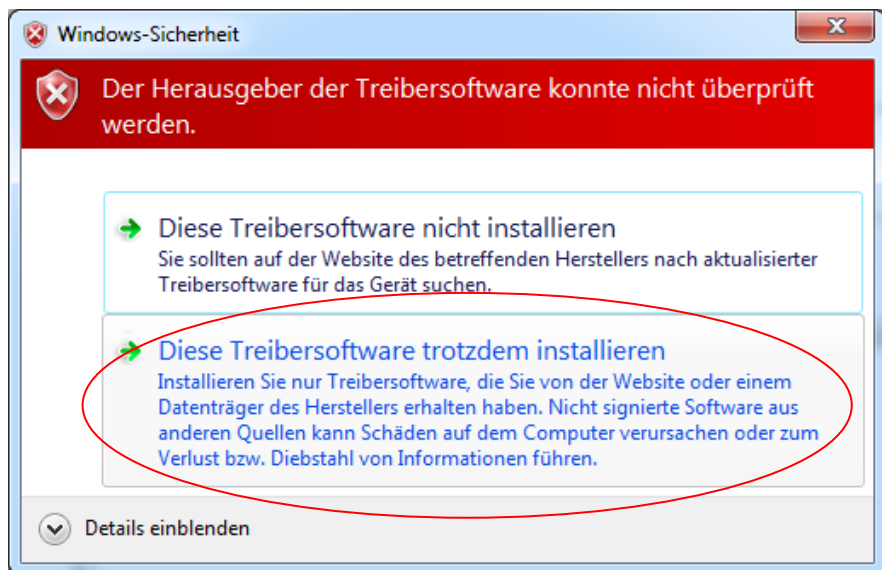 Windows-Sicherheit
Der Herausgeber der Treibersoftware konnte nicht überprüft
werden.
Diese Treibersoftware nicht installieren
Sie sollten auf der Website des betreffenden Herstellers nach aktualisierter
Treibersoftware für das Gerät suchen.
Diese Treibersoftware trotzdem installieren
Installieren Sie nur Treibersoftware, die Sie von der Website oder einem
Datenträger des Herstellers erhalten haben. Nicht signierte Software aus
anderen Quellen kann Schäden auf dem Computer verursachen oder zum
Verlust bzw. Diebstahl von Informationen führen.
Details einblenden